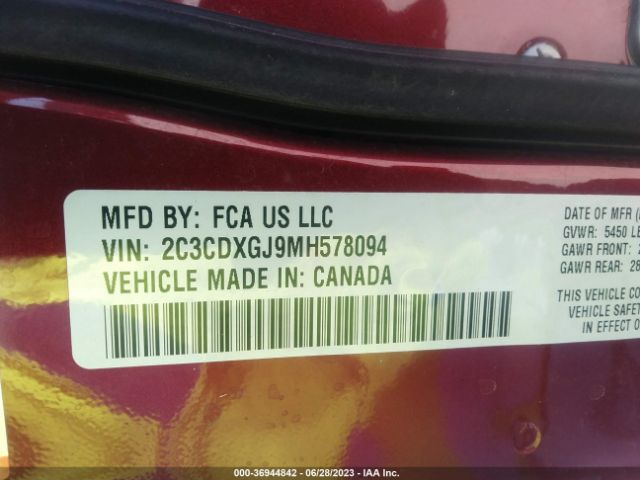 MFD BY: FCA US LLC
VIN: 2C3CDXGJ9MH578094
VEHICLE MADE IN: CANADA
DATE OF MFR
GVWR: 5450
GAWR FRONT:
GAWR REAR:
THIS VEHICLE
VEHICLE
IN EFFECT
000-36944842 / 06/28/2023 - IAA Inc.